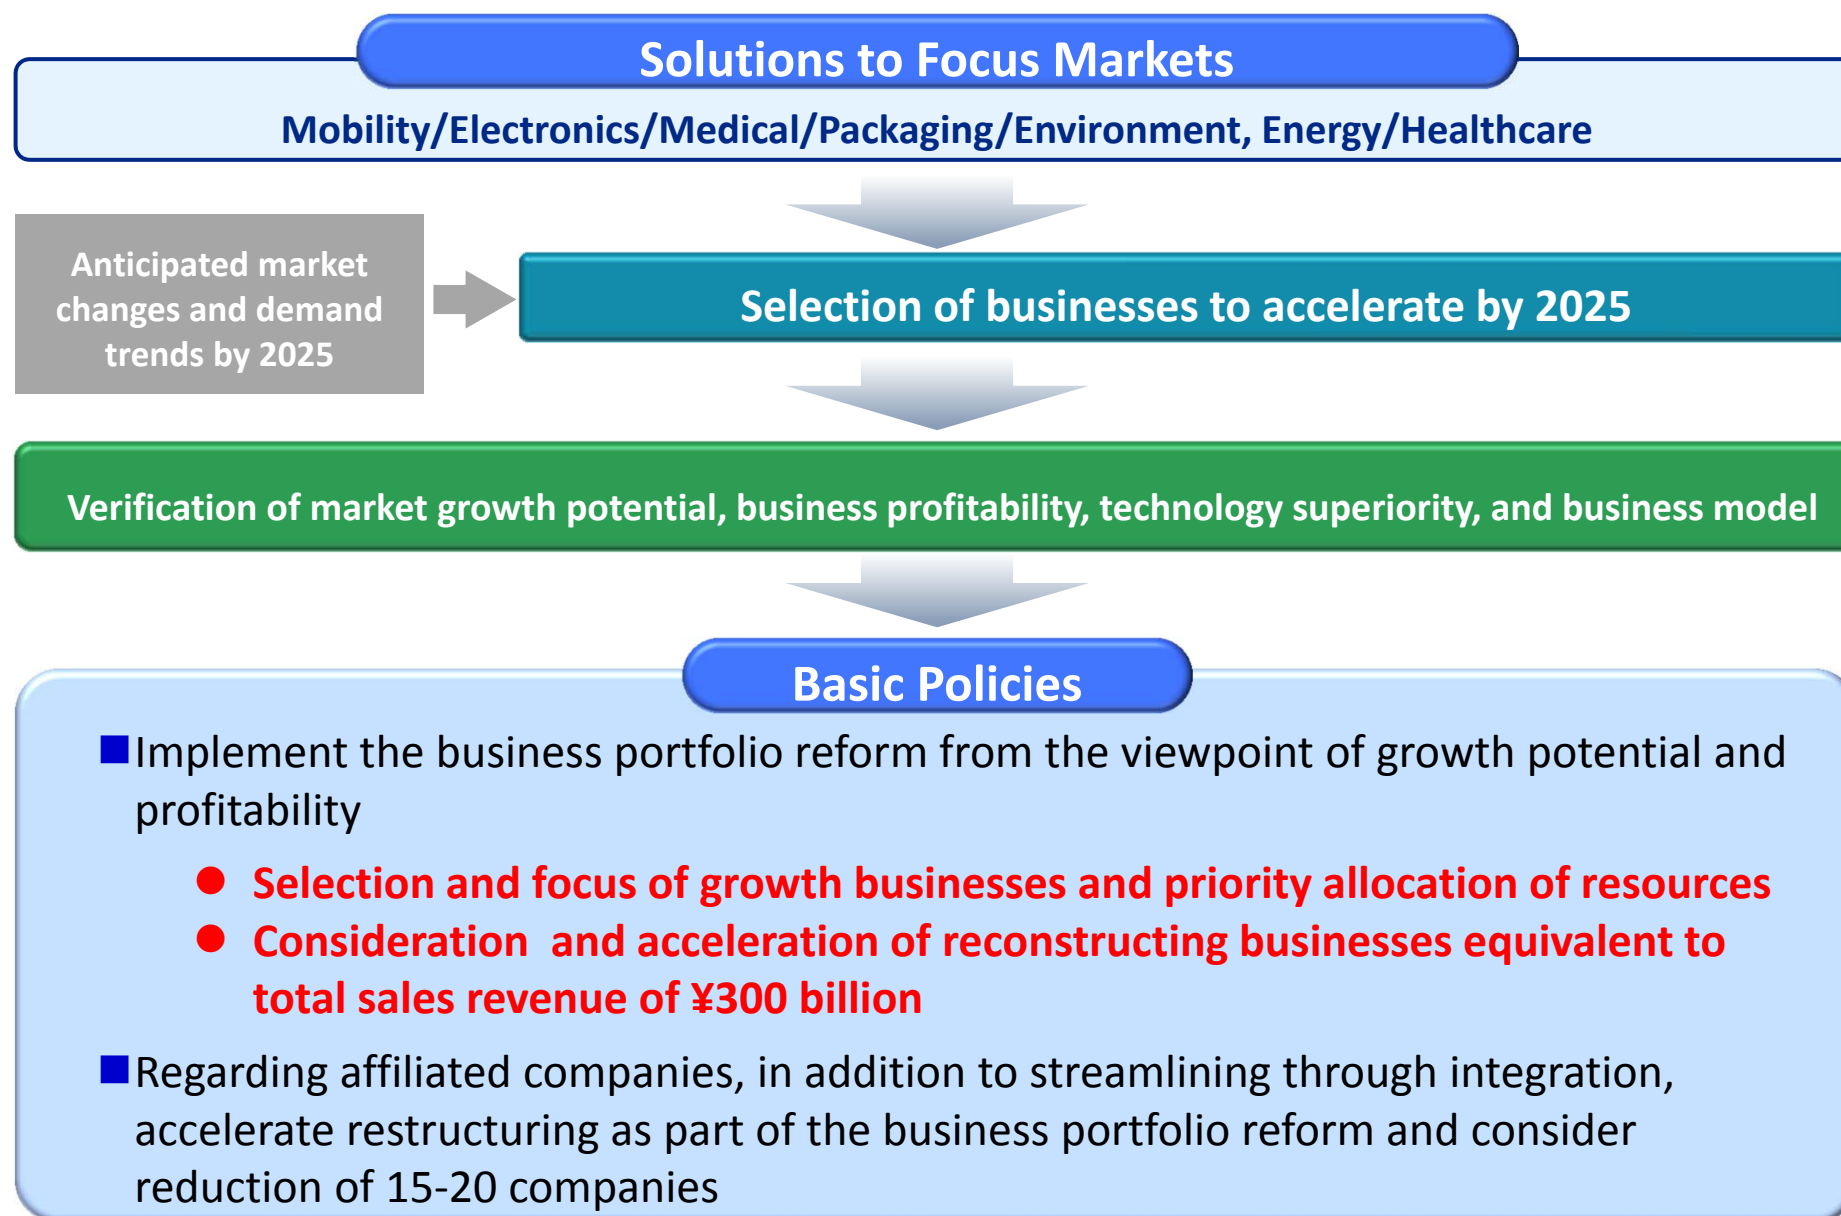 Solutions to Focus Markets
Mobility/Electronics/Medical/Packaging/Environment, Energy/Healthcare
Anticipated market
changes and demand
trends by 2025
Selection of businesses to accelerate by 2025
Verification of market growth potential, business profitability, technology superiority, and business model
Basic Policies
■Implement the business portfolio reform from the viewpoint of growth potential and
profitability
● Selection and focus of growth businesses and priority allocation of resources
● Consideration  and acceleration of reconstructing businesses equivalent to
total sales revenue of ¥300 billion
■Regarding affiliated companies, in addition to streamlining through integration,
accelerate restructuring as part of the business portfolio reform and consider
reduction of 15-20 companies